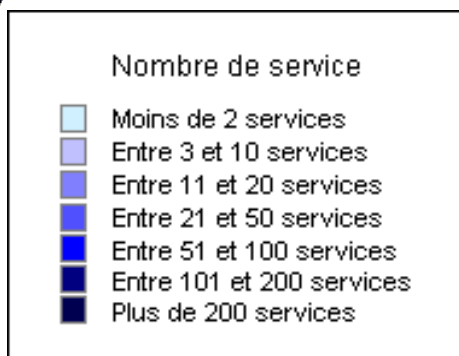 Nombre de service
Moins de 2 services
Entre 3 et 10 services
Entre 11 et 20 services
Entre 21 et 50 services
Entre 51 et 100 services
Entre 101 et 200 services
Plus de 200 services